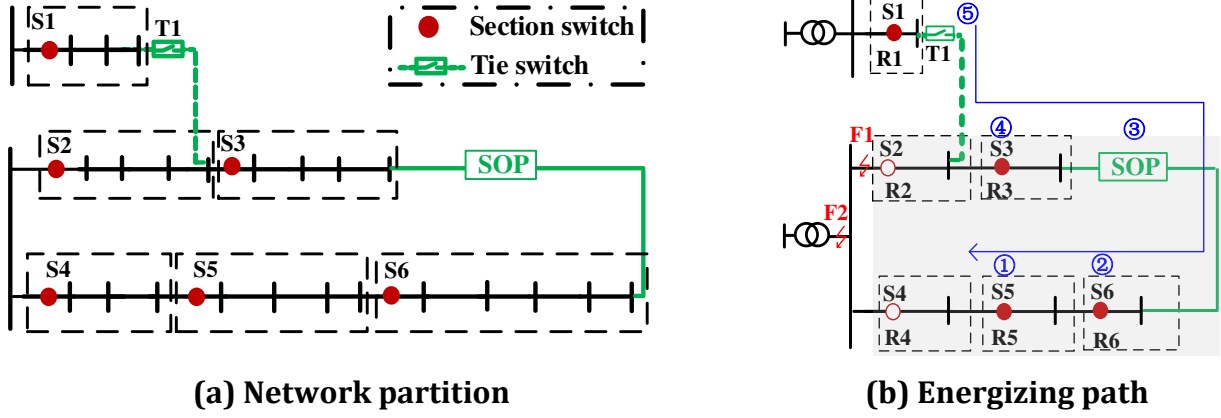 S1
T1
Section switch
Tie switch
S2
S3
SOP
S4
S5
S6
(a) Network partition
S1
⑤
R1
T1
F1
S2
④
S3
③
R2
R3
SOP
F2
①
②
S4
S5
S6
R4
R5
R6
(b) Energizing path